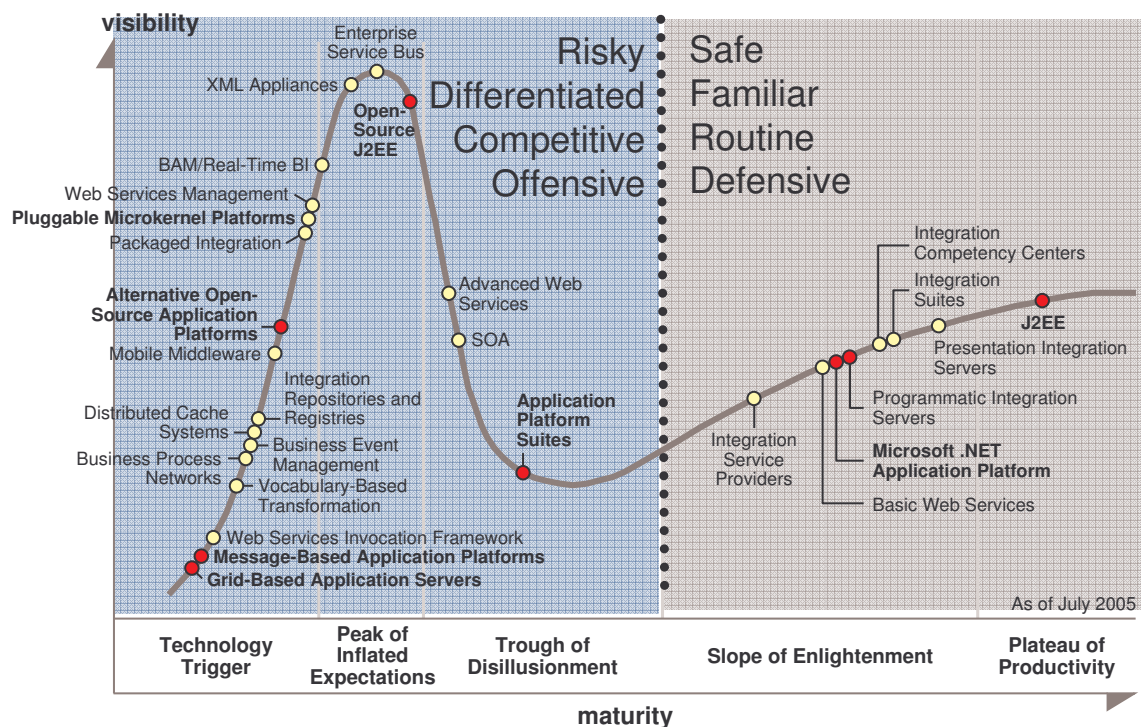 visibility
Enterprise
Service Bus
XML Appliances
Open-
Source
J2EE
Risky
Differentiated
Competitive
Offensive
Safe
Familiar
Routine
Defensive
BAM/Real-Time BI
Web Services Management
Pluggable Microkernel Platforms
Packaged Integration
Alternative Open-
Source Application
Platforms
Mobile Middleware
Integration
Repositories and
Registries
Distributed Cache
Systems
Business Event
Management
Business Process
Networks
Vocabulary-Based
Transformation
Web Services Invocation Framework
Message-Based Application Platforms
Grid-Based Application Servers
Advanced Web
Services
SOA
Application
Platform
Suites
Integration
Service
Providers
Integration
Competency Centers
Integration
Suites
J2EE
Presentation Integration
Servers
Programmatic Integration
Servers
Microsoft .NET
Application Platform
Basic Web Services
As of July 2005
Technology
Trigger
Peak of
Inflated
Expectations
Trough of
Disillusionment
Slope of Enlightenment
Plateau of
Productivity
maturity